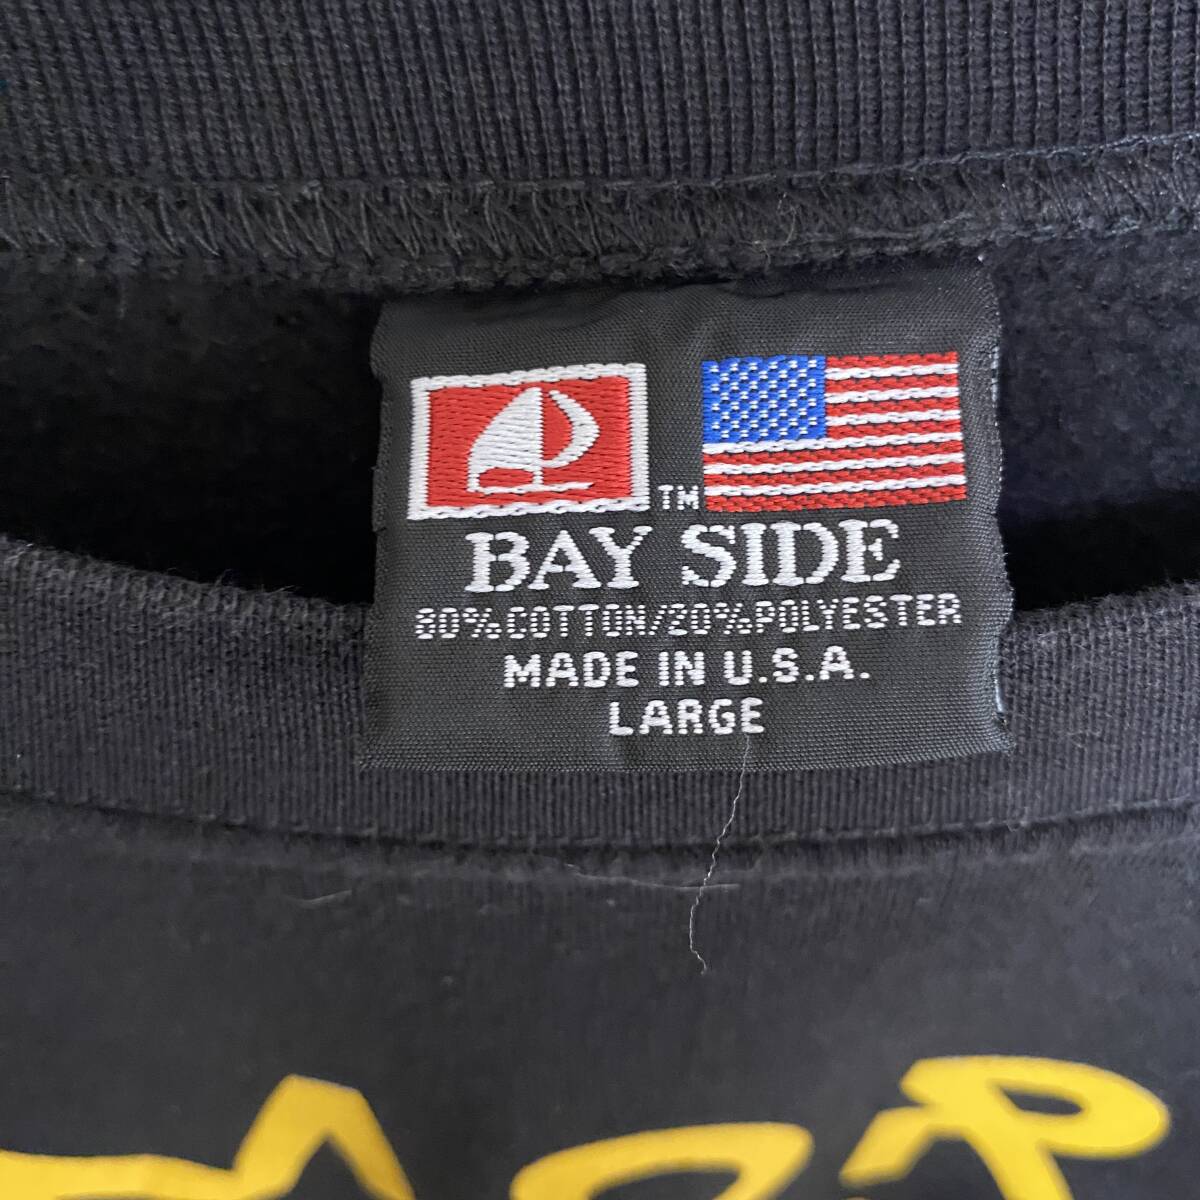 TM
BAY SIDE
80%COTTON/20%POLYESTER
MADE IN U.S.A.
LARGE